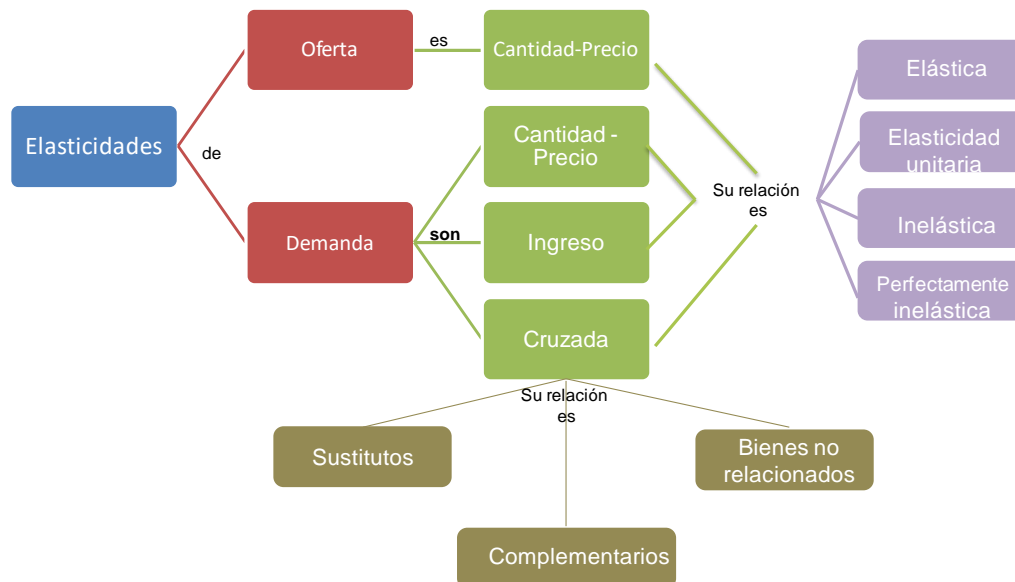 Oferta
es
Cantidad-Precio
Elástica
Elasticidades
de
Cantidad -
Precio
Elasticidad
unitaria
Su relación
es
Demanda
son
Ingreso
Inelástica
Perfectamente
inelástica
Cruzada
Su relación
es
Sustitutos
Bienes no
relacionados
Complementarios